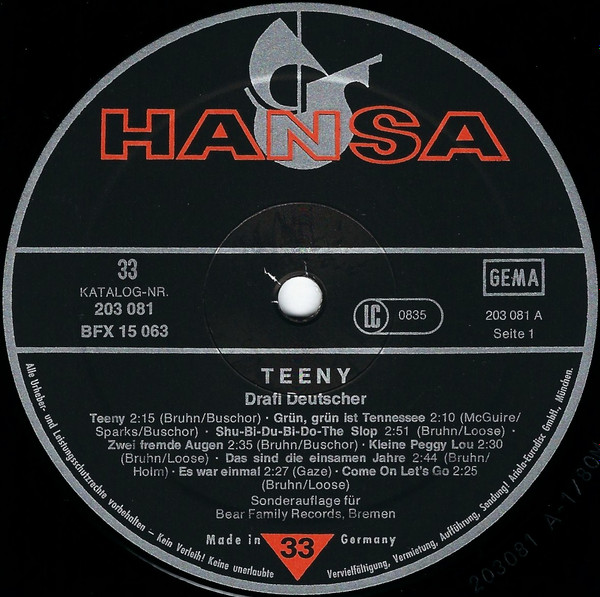 HANSA
33
KATALOG-NR.
203 081
BFX 15 063
LC 0835
GEMA
203 081 A
Seite 1
TEENY
Drafi Deutscher
Teeny 2:15 (Bruhn/Buschor) · Grün, grün ist Tennessee 2:10 (McGuire/
Sparks/Buschor) · Shu-Bi-Du-Bi-Do-The Slop 2:51 (Bruhn/Loose) ·
Zwei fremde Augen 2:35 (Bruhn/Buschor) · Kleine Peggy Lou 2:30
(Bruhn/Loose) · Das sind die einsamen Jahre 2:44 (Bruhn/
Holm) · Es war einmal 2:27 (Gaze) · Come On Let's Go 2:25
(Bruhn/Loose)
Sonderauflage für
Bear Family Records, Bremen
Made in 33 Germany
Alle Urheber- und Leistungsschutzrechte vorbehalten - Kein Verleih! Keine unerlaubte Vervielfältigung, Vermietung, Aufführung, Sendung! Ariola-Eurodisc GmbH., München.
203081 A-1/80